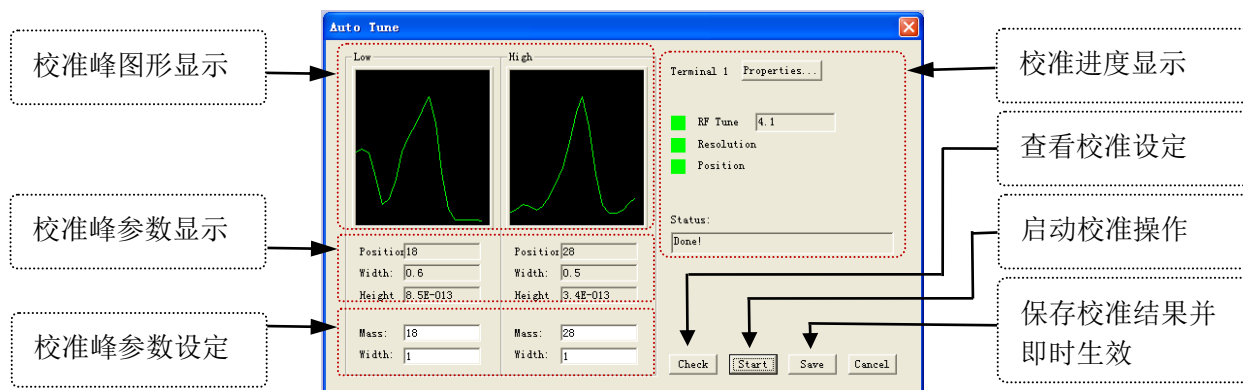 Auto Tune
校准峰图形显示
校准峰参数显示
校准峰参数设定
Low
High
Position 18
Width: 0.6
Height 8.5E-013
Position 28
Width: 0.5
Height 3.4E-013
Mass: 18
Width: 1
Mass: 28
Width: 1
Terminal 1 Properties...
RF Tune 4.1
Resolution
Position
Status:
Done!
Check Start Save Cancel
校准进度显示
查看校准设定
启动校准操作
保存校准结果并
即时生效